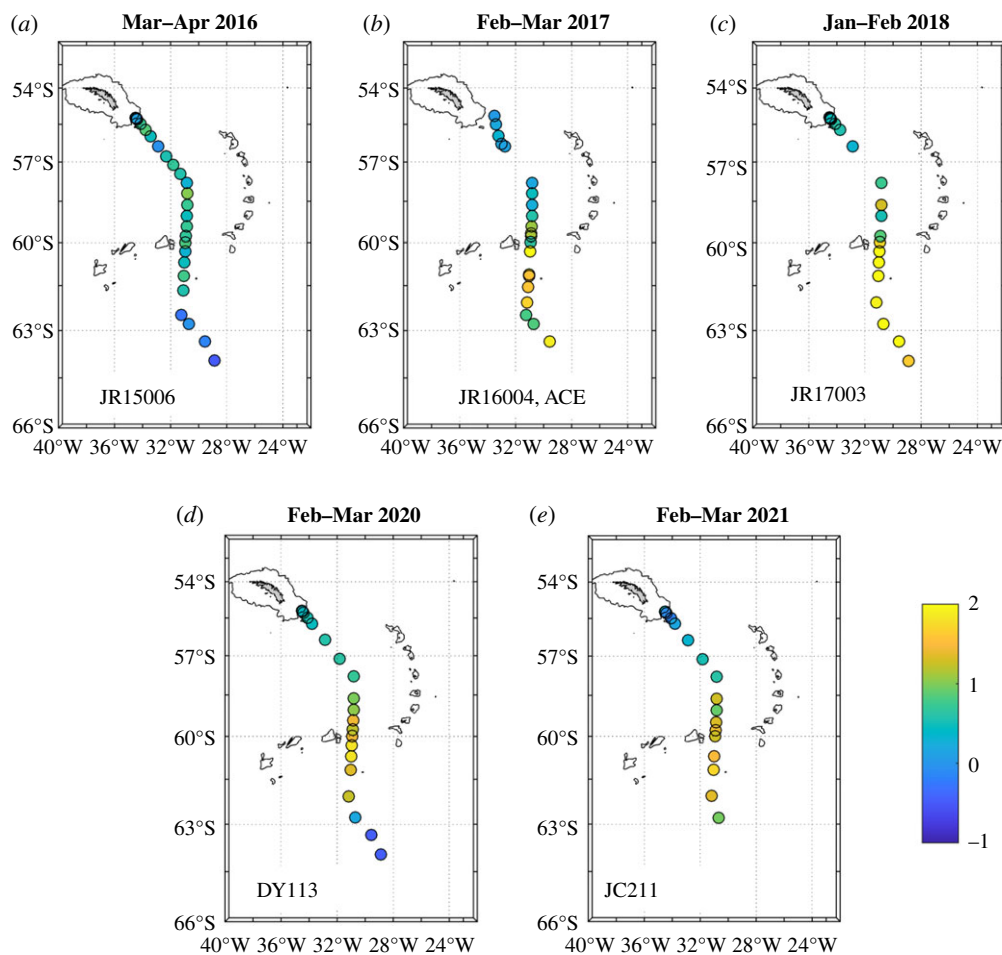 (a) Mar–Apr 2016
(b) Feb–Mar 2017
(c) Jan–Feb 2018
54°S
57°S
60°S
63°S
66°S
JR15006
40°W 36°W 32°W 28°W 24°W
54°S
57°S
60°S
63°S
66°S
JR16004, ACE
40°W 36°W 32°W 28°W 24°W
54°S
57°S
60°S
63°S
66°S
JR17003
40°W 36°W 32°W 28°W 24°W
(d) Feb–Mar 2020
(e) Feb–Mar 2021
54°S
57°S
60°S
63°S
66°S
DY113
40°W 36°W 32°W 28°W 24°W
54°S
57°S
60°S
63°S
66°S
JC211
40°W 36°W 32°W 28°W 24°W
2
1
0
–1